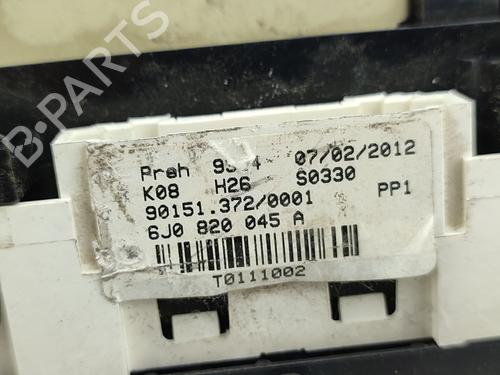 Preh 07/02/2012
K08 H26 S0330
90151.372/0001 PP1
6J0 820 045 A
T0111002
B-PARTS